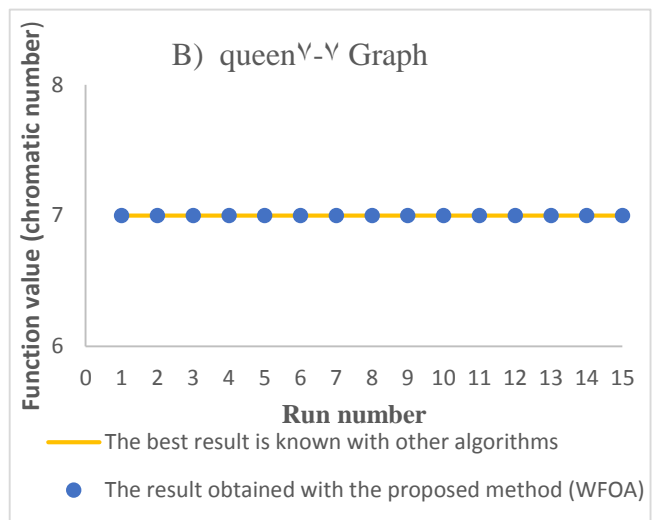 B) queen۷-۷ Graph
Function value (chromatic number)
8
7
6
0 1 2 3 4 5 6 7 8 9 10 11 12 13 14 15
Run number
The best result is known with other algorithms
The result obtained with the proposed method (WFOA)